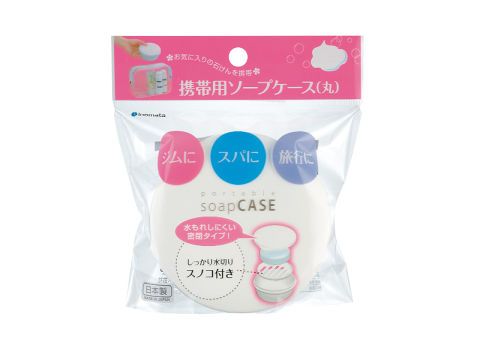 お気に入りの石けんを携帯
携帯用ソープケース(丸)
inomata
ジムに
スパに
旅行に
portable
soapCASE
水もれしにくい
密閉タイプ!
しっかり水切り
スノコ付き
日本製
MADE IN JAPAN